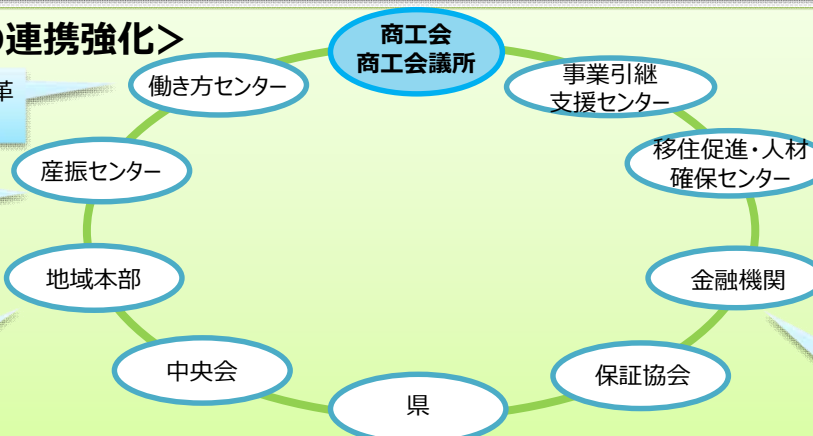 の連携強化＞
商工会
商工会議所
働き方センター
事業引継
支援センター
革
移住促進・人材
確保センター
産振センター
地域本部
金融機関
中央会
保証協会
県